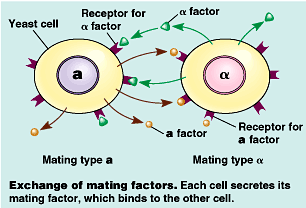 Receptor for
α factor
α factor
Yeast cell
a
α
a factor
Receptor for
a factor
Mating type a
Mating type α
Exchange of mating factors. Each cell secretes its
mating factor, which binds to the other cell.